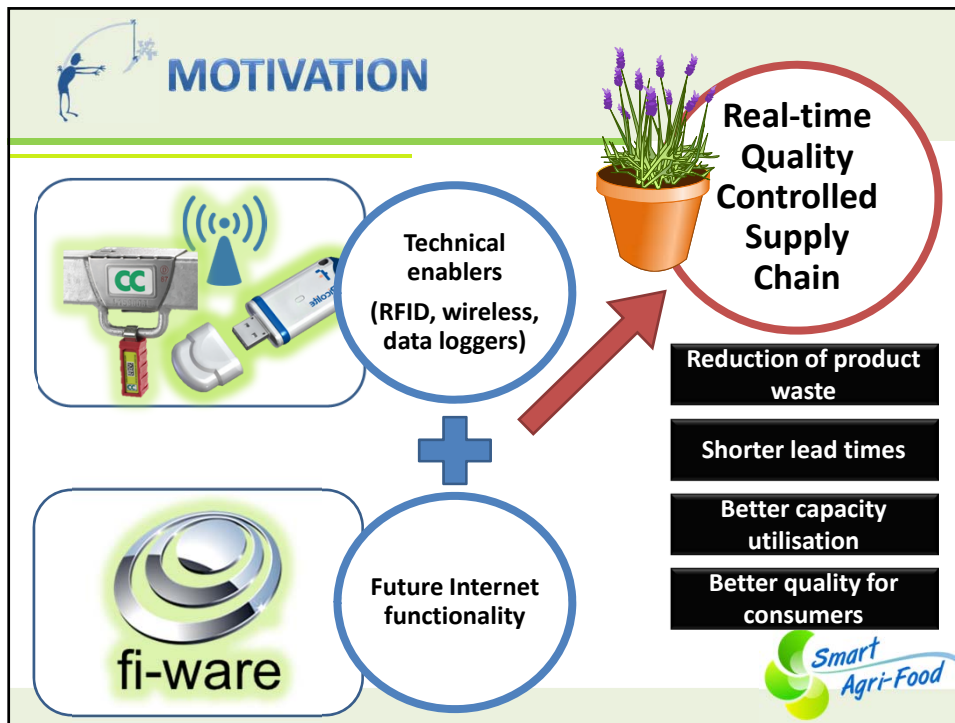 MOTIVATION
Real-time
Quality
Controlled
Supply
Chain
CC
Technical
enablers
(RFID, wireless,
data loggers)
Reduction of product
waste
Shorter lead times
Better capacity
utilisation
Better quality for
consumers
fi-ware
Future Internet
functionality
Smart
Agri-Food